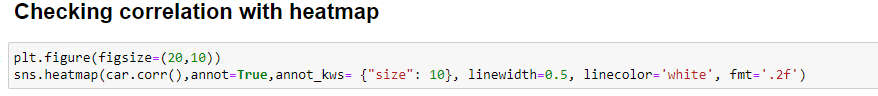 Checking correlation with heatmap
plt.figure(figsize=(20,10))
sns.heatmap(car.corr(),annot=True,annot_kws= {"size": 10}, linewidth=0.5, linecolor='white', fmt='.2f')